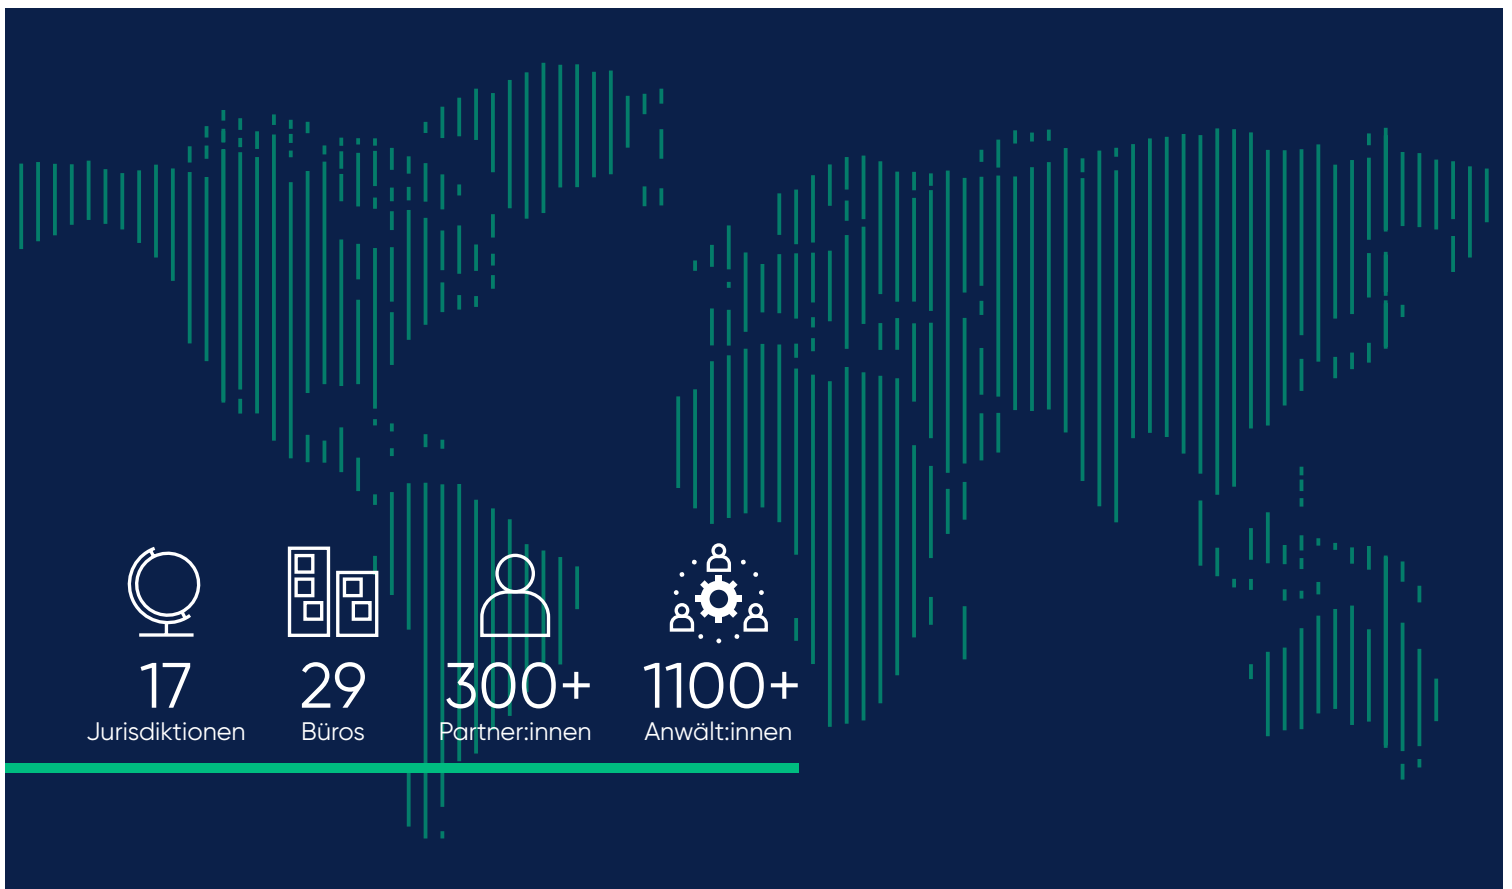 17
Jurisdiktionen
29
Büros
300+
Partner:innen
1100+
Anwält:innen